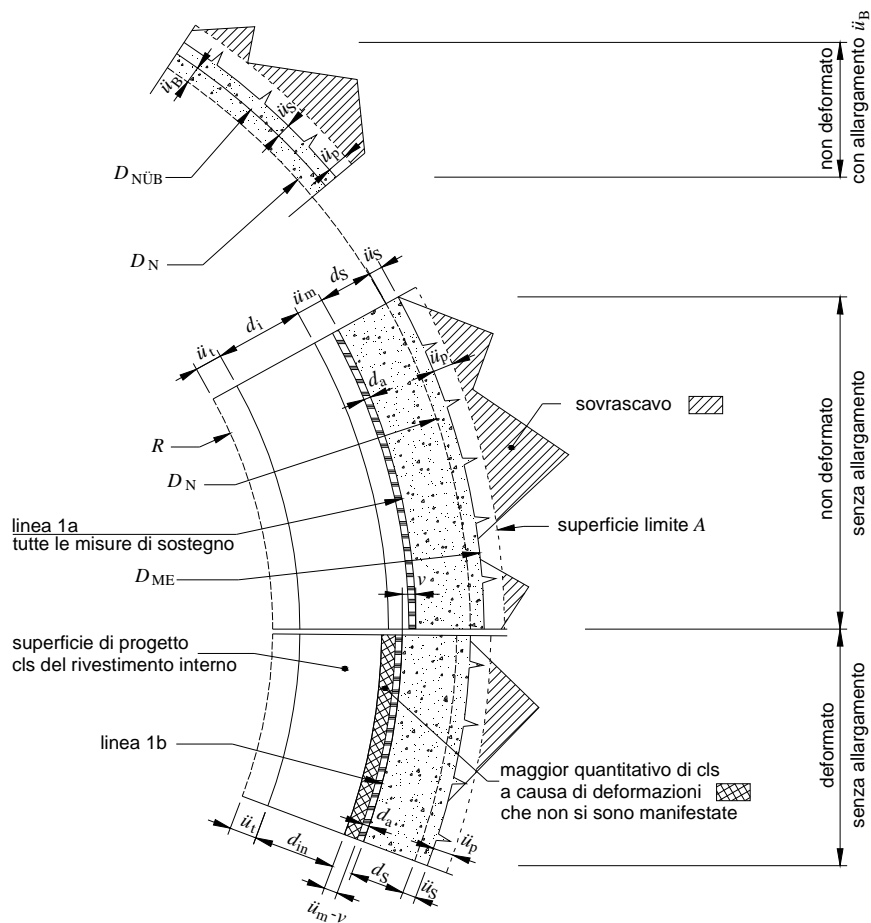 ü_B
ü_S
ü_p
D_NÜB
D_N
non deformato
con allargamento ü_B
ü_t
d_i
ü_m
d_S
ü_S
ü_p
d_a
R
D_N
sovrascavo
linea 1a
tutte le misure di sostegno
superficie limite A
D_ME
v
non deformato
senza allargamento
superficie di progetto
cls del rivestimento interno
linea 1b
maggior quantitativo di cls
a causa di deformazioni
che non si sono manifestate
deformato
senza allargamento
ü_t
d_in
d_a
ü_p
d_S
ü_S
ü_m-v